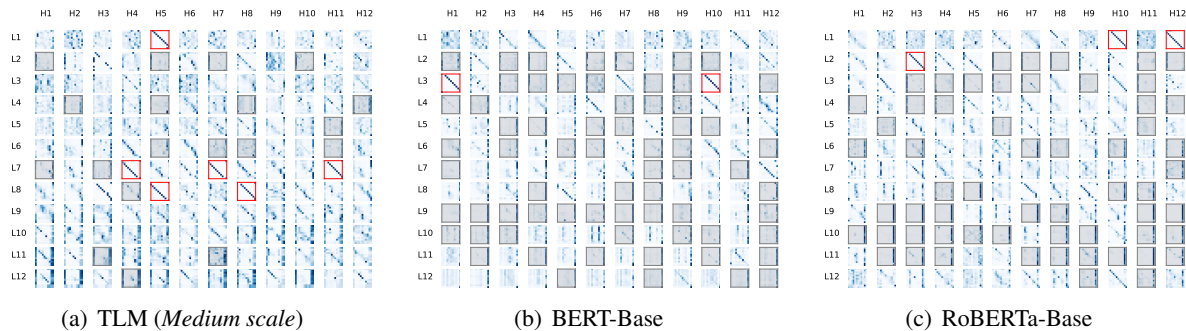 H1 H2 H3 H4 H5 H6 H7 H8 H9 H10 H11 H12
L1
L2
L3
L4
L5
L6
L7
L8
L9
L10
L11
L12
(a) TLM (Medium scale)
H1 H2 H3 H4 H5 H6 H7 H8 H9 H10 H11 H12
L1
L2
L3
L4
L5
L6
L7
L8
L9
L10
L11
L12
(b) BERT-Base
H1 H2 H3 H4 H5 H6 H7 H8 H9 H10 H11 H12
L1
L2
L3
L4
L5
L6
L7
L8
L9
L10
L11
L12
(c) RoBERTa-Base